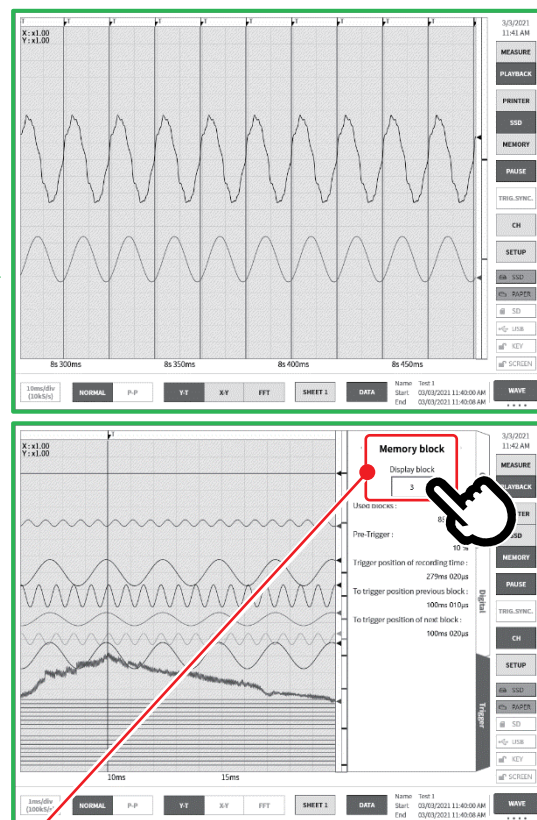 T T T T T T T T T T
X: x1.00
Y: x1.00
8s 300ms 8s 350ms 8s 400ms 8s 450ms
3/3/2021
11:41 AM
MEASURE
PLAYBACK
PRINTER
SSD
MEMORY
PAUSE
TRIG.SYNC.
CH
SETUP
SSD
PAPER
SD
USB
KEY
SCREEN
10ms/div
(10kS/s)
NORMAL P-P Y-T X-Y FFT SHEET 1 DATA
Name Test 1
Start 03/03/2021 11:40:00 AM
End 03/03/2021 11:40:08 AM
WAVE
T
X: x1.00
Y: x1.00
10ms 15ms
Memory block
Display block
3
Used blocks :
Pre-Trigger :
10 %
Trigger position of recording time :
279ms 020µs
To trigger position previous block :
100ms 010µs
To trigger position of next block :
100ms 020µs
Digital
Trigger
3/3/2021
11:42 AM
MEASURE
MEMORY
PAUSE
TRIG.SYNC.
CH
SETUP
SSD
PAPER
SD
USB
KEY
SCREEN
1ms/div
NORMAL P-P Y-T X-Y FFT SHEET 1 DATA
Name Test 1
Start 03/03/2021 11:40:00 AM
End 03/03/2021 11:40:08 AM
WAVE